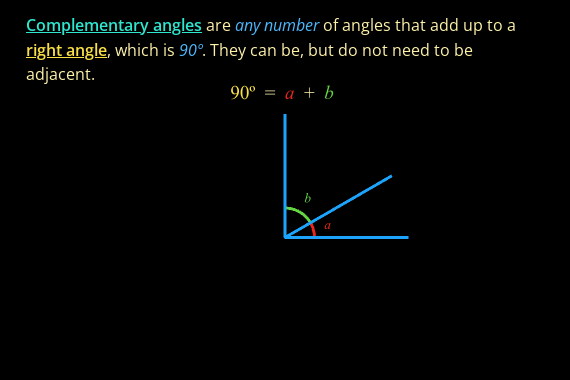 Complementary angles are any number of angles that add up to a
right angle, which is 90º. They can be, but do not need to be
adjacent.
90º = a + b
b
a